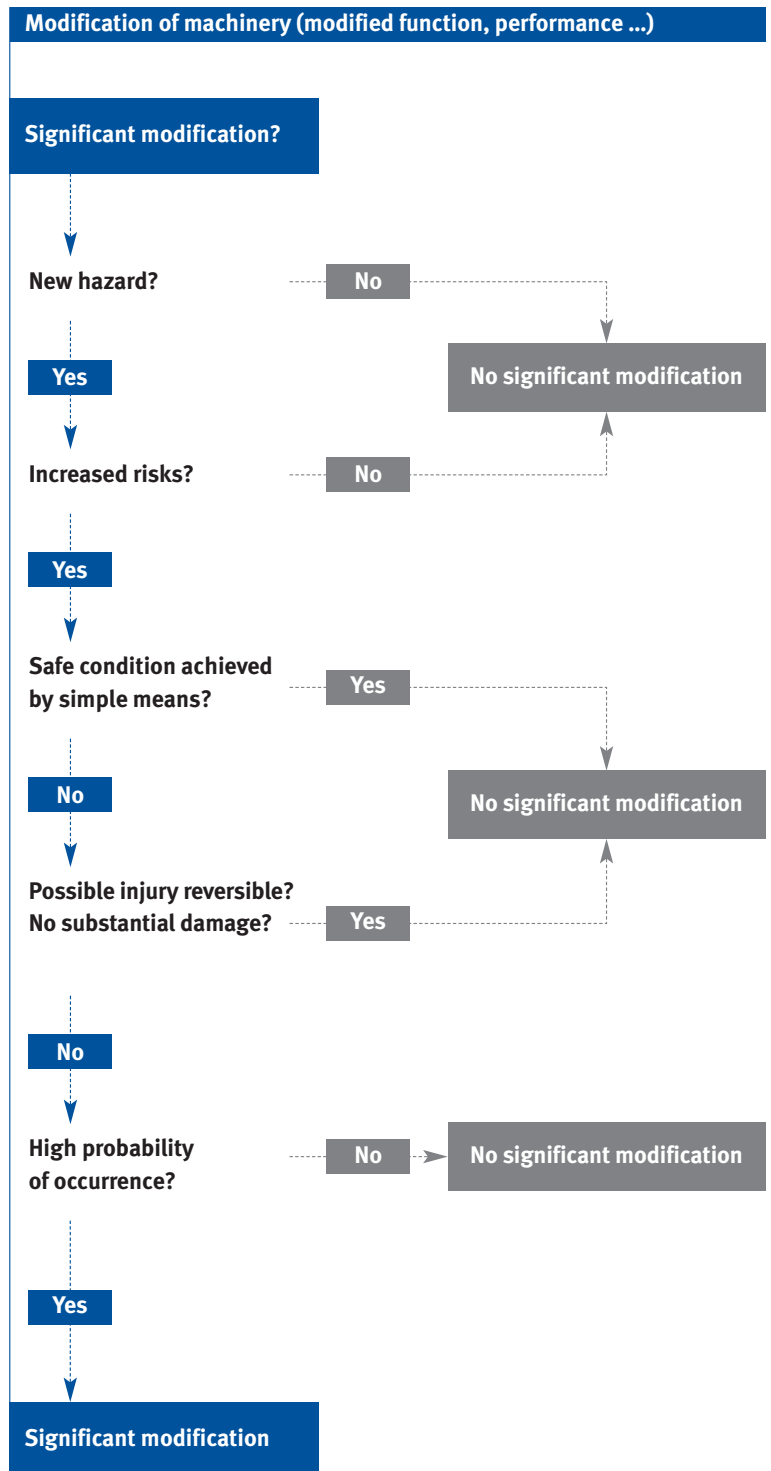 Modification of machinery (modified function, performance ...)
Significant modification?
New hazard?
No
No significant modification
Yes
Increased risks?
No
Yes
Safe condition achieved
by simple means?
Yes
No
No significant modification
Possible injury reversible?
No substantial damage?
Yes
No
High probability
of occurrence?
No
No significant modification
Yes
Significant modification